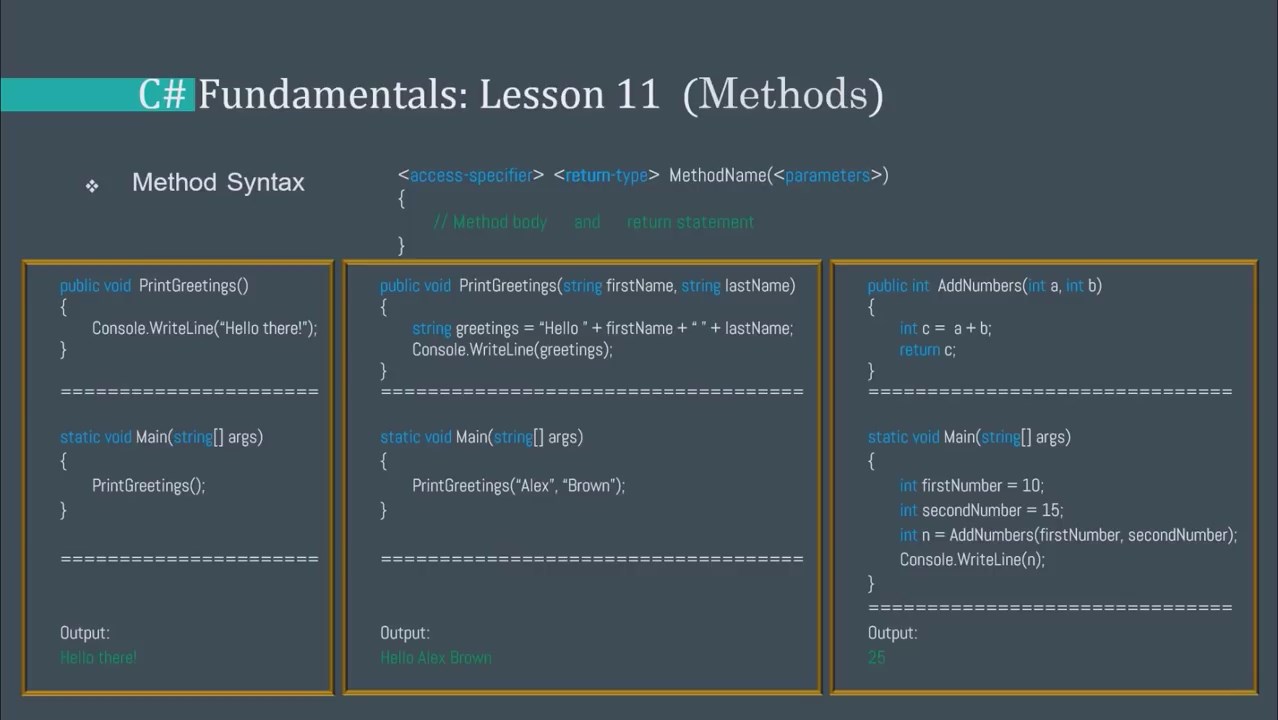 C# Fundamentals: Lesson 11 (Methods)
❖ Method Syntax
<access-specifier> <return-type> MethodName(<parameters>)
{
// Method body and return statement
}
public void PrintGreetings()
{
Console.WriteLine(“Hello there!”);
}
======================
static void Main(string[] args)
{
PrintGreetings();
}
======================
Output:
Hello there!
public void PrintGreetings(string firstName, string lastName)
{
string greetings = “Hello ” + firstName + “ ” + lastName;
Console.WriteLine(greetings);
}
====================================
static void Main(string[] args)
{
PrintGreetings(“Alex”, “Brown”);
}
====================================
Output:
Hello Alex Brown
public int AddNumbers(int a, int b)
{
int c = a + b;
return c;
}
===============================
static void Main(string[] args)
{
int firstNumber = 10;
int secondNumber = 15;
int n = AddNumbers(firstNumber, secondNumber);
Console.WriteLine(n);
}
===============================
Output:
25